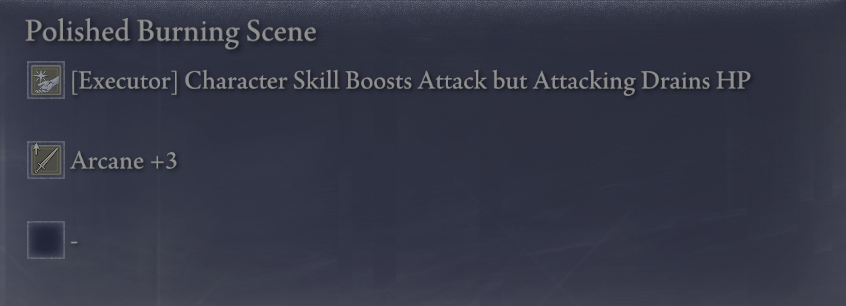 Polished Burning Scene
[Executor] Character Skill Boosts Attack but Attacking Drains HP
Arcane +3
-